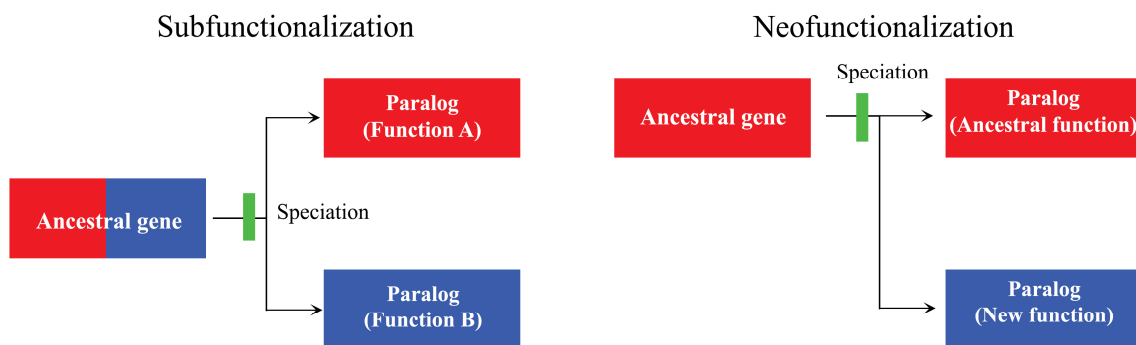 Subfunctionalization
Paralog
(Function A)
Ancestral gene
Speciation
Paralog
(Function B)
Neofunctionalization
Speciation
Ancestral gene
Paralog
(Ancestral function)
Paralog
(New function)